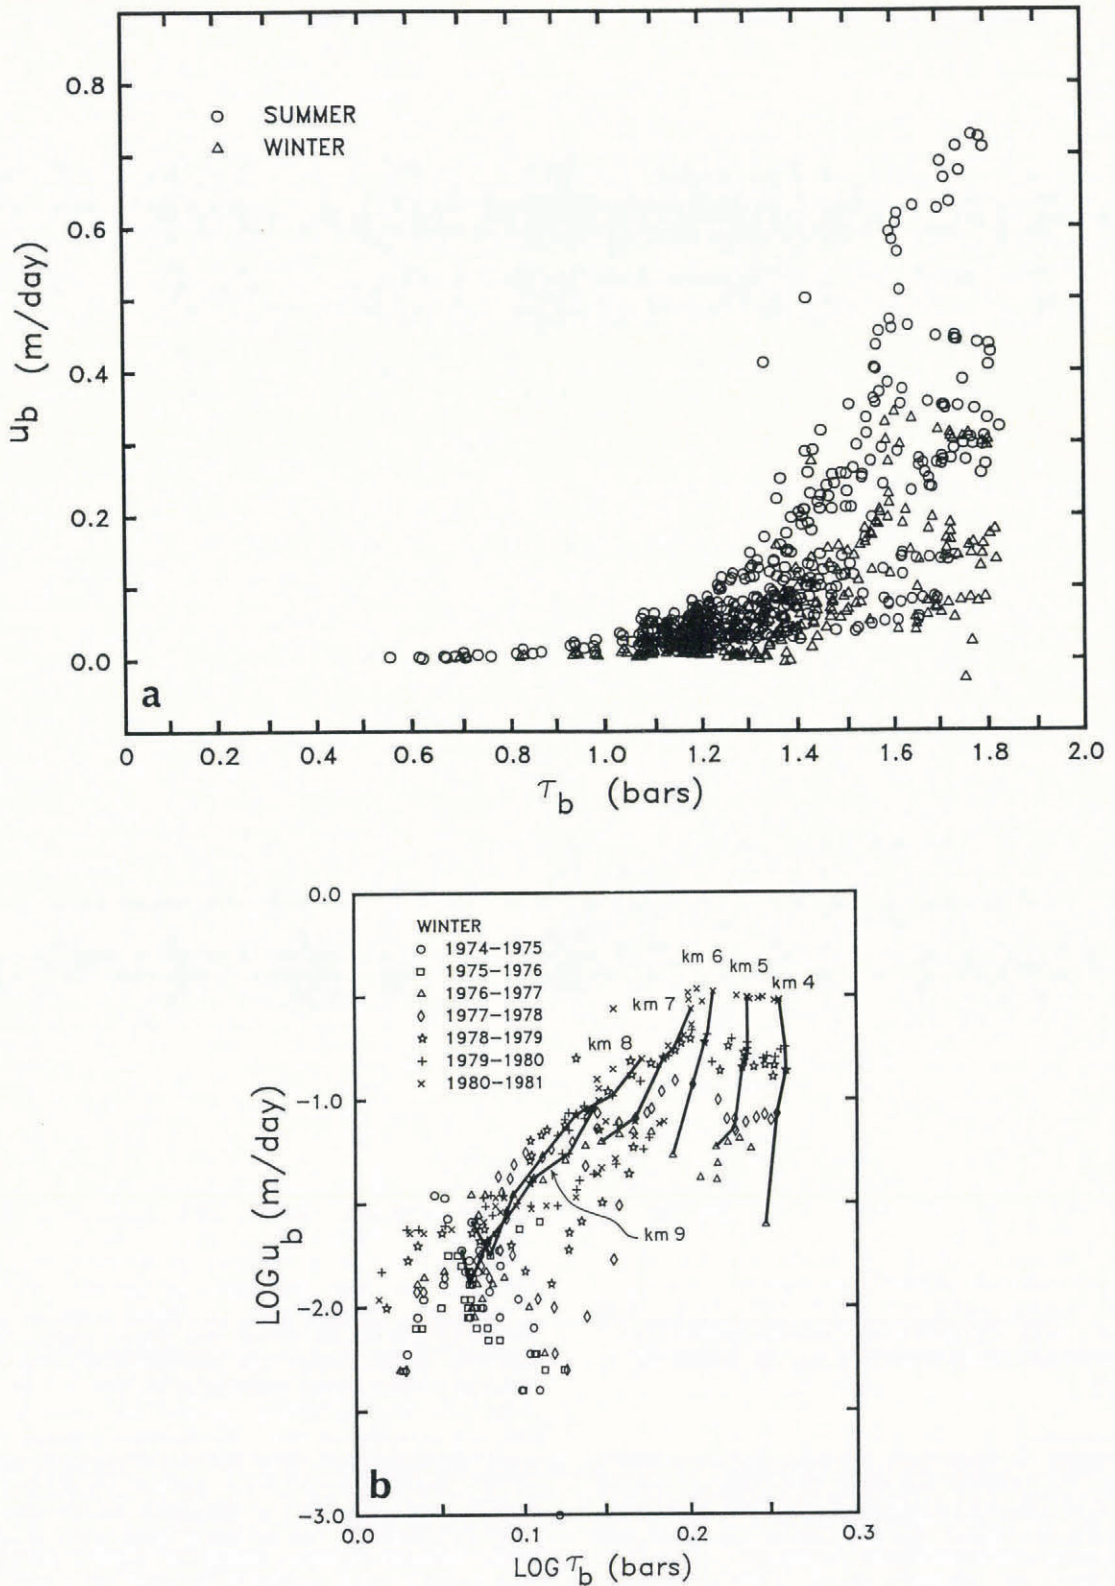 0.8
0.6
0.4
0.2
0.0
u_b (m/day)
○ SUMMER
△ WINTER
a
0 0.2 0.4 0.6 0.8 1.0 1.2 1.4 1.6 1.8 2.0
τ_b (bars)
0.0
-1.0
-2.0
-3.0
LOG u_b (m/day)
WINTER
○ 1974–1975
□ 1975–1976
△ 1976–1977
◇ 1977–1978
☆ 1978–1979
+ 1979–1980
× 1980–1981
km 8
km 7
km 6
km 5
km 4
km 9
b
0.0 0.1 0.2 0.3
LOG τ_b (bars)